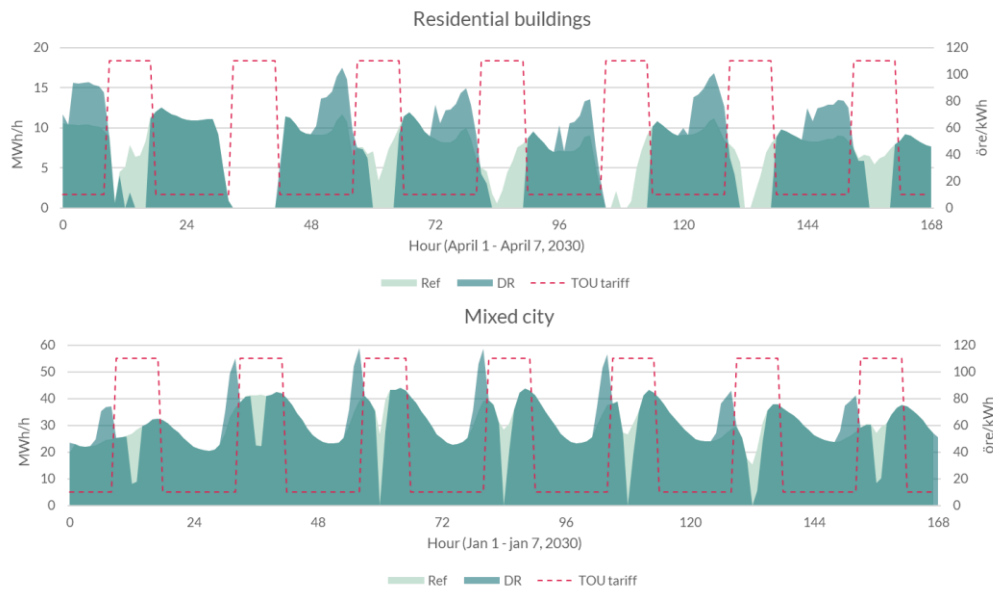 Residential buildings
20 120
15 100
80
10 60
5 40
20
0 0
MWh/h
öre/kWh
0 24 48 72 96 120 144 168
Hour (April 1 - April 7, 2030)
Ref DR TOU tariff
Mixed city
60 120
50 100
40 80
30 60
20 40
10 20
0 0
MWh/h
öre/kWh
0 24 48 72 96 120 144 168
Hour (Jan 1 - jan 7, 2030)
Ref DR TOU tariff